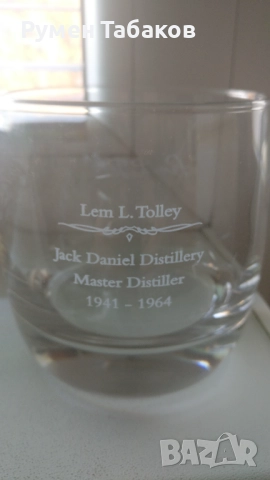 Румен Табаков
Lem L. Tolley
Jack Daniel Distillery
Master Distiller
1941 - 1964
BAZAR